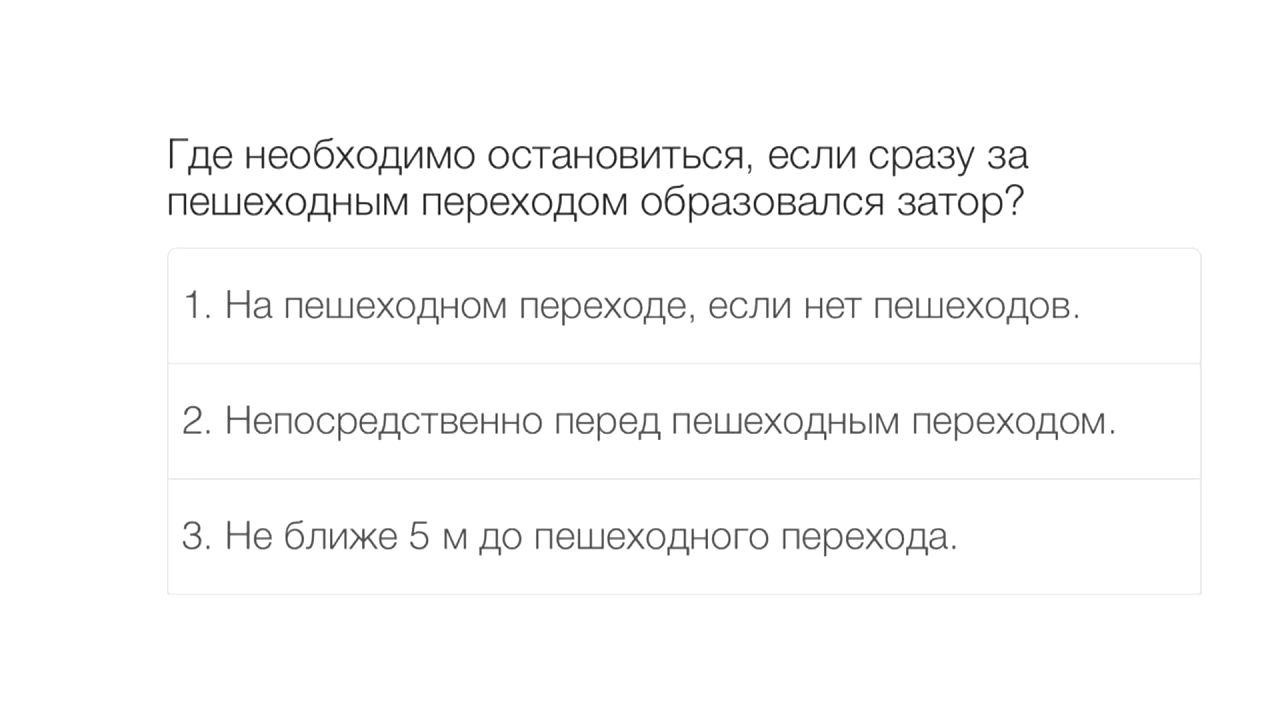 Где необходимо остановиться, если сразу за
пешеходным переходом образовался затор?
1. На пешеходном переходе, если нет пешеходов.
2. Непосредственно перед пешеходным переходом.
3. Не ближе 5 м до пешеходного перехода.